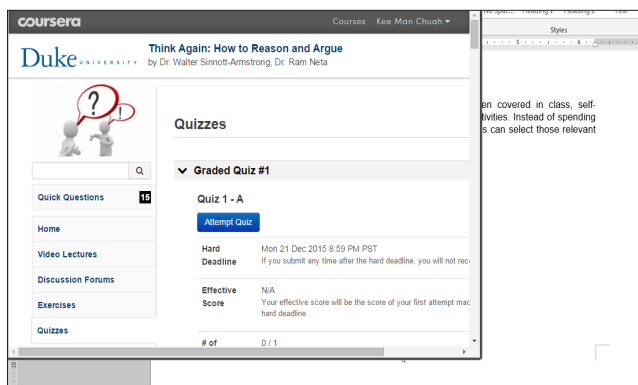 coursera
Courses Kee Man Chuah
Duke UNIVERSITY
Think Again: How to Reason and Argue
by Dr. Walter Sinnott-Armstrong, Dr. Ram Neta
? ?!
Quick Questions 15
Home
Video Lectures
Discussion Forums
Exercises
Quizzes
Quizzes
Graded Quiz #1
Quiz 1 - A
Attempt Quiz
Hard Deadline
Mon 21 Dec 2015 8:59 PM PST
If you submit any time after the hard deadline, you will not
Effective Score
N/A
Your effective score will be the score of your first attempt
hard deadline.
# of
0 / 1
Styles
5 6
covered in class, self-
Instead of spending
can select those relevant